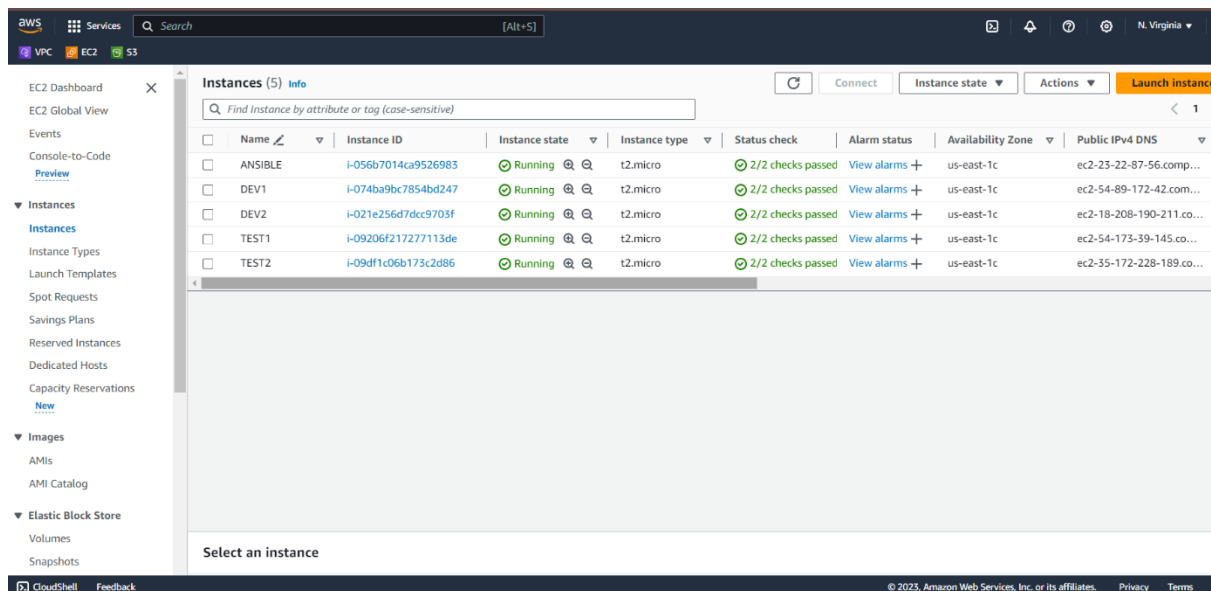 aws Services Search [Alt+S] N. Virginia
VPC EC2 S3
EC2 Dashboard
EC2 Global View
Events
Console-to-Code
Preview
Instances
Instances
Instance Types
Launch Templates
Spot Requests
Savings Plans
Reserved Instances
Dedicated Hosts
Capacity Reservations
New
Images
AMIs
AMI Catalog
Elastic Block Store
Volumes
Snapshots
Instances (5) Info Connect Instance state Actions Launch instanc
Find Instance by attribute or tag (case-sensitive) 1
Name Instance ID Instance state Instance type Status check Alarm status Availability Zone Public IPv4 DNS
ANSIBLE i-056b7014ca9526983 Running t2.micro 2/2 checks passed View alarms + us-east-1c ec2-23-22-87-56.comp...
DEV1 i-074ba9bc7854bd247 Running t2.micro 2/2 checks passed View alarms + us-east-1c ec2-54-89-172-42.com...
DEV2 i-021e256d7dcc9703f Running t2.micro 2/2 checks passed View alarms + us-east-1c ec2-18-208-190-211.co...
TEST1 i-09206f217277113de Running t2.micro 2/2 checks passed View alarms + us-east-1c ec2-54-173-39-145.co...
TEST2 i-09df1c06b173c2d86 Running t2.micro 2/2 checks passed View alarms + us-east-1c ec2-35-172-228-189.co...
Select an instance
CloudShell Feedback © 2023, Amazon Web Services, Inc. or its affiliates. Privacy Terms